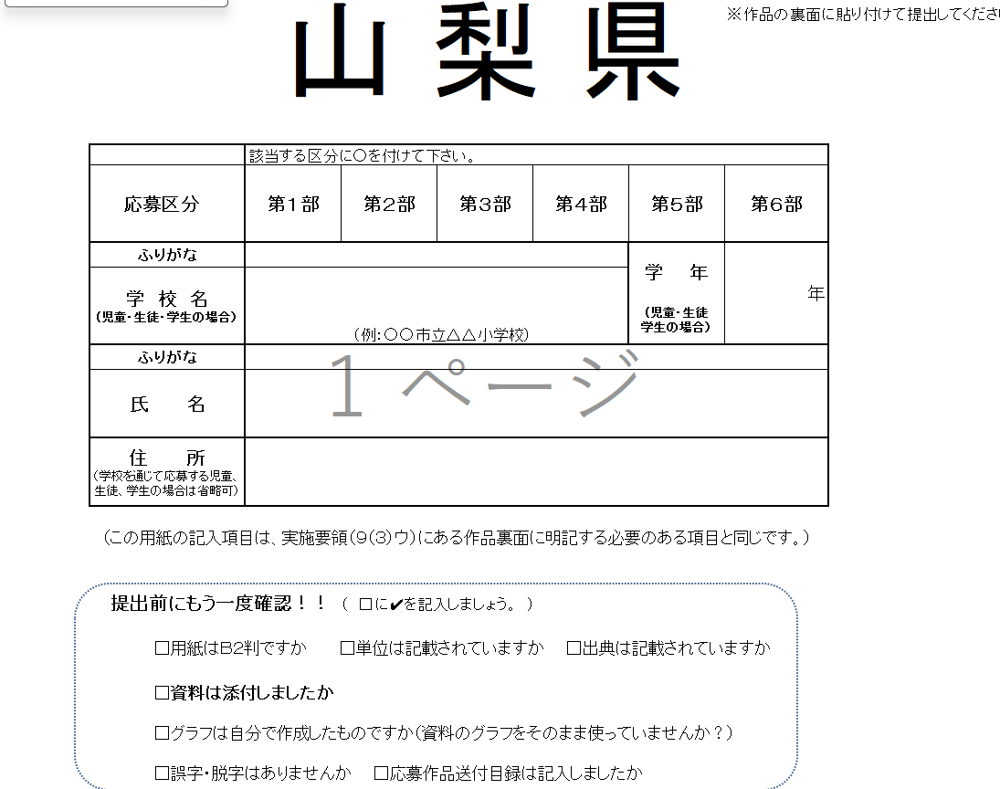 ※作品の裏面に貼り付けて提出してくださ
山梨県
該当する区分に○を付けて下さい。
応募区分 第１部 第２部 第３部 第４部 第５部 第６部
ふりがな
学校名
(児童・生徒・学生の場合)
(例：○○市立△△小学校)
学 年
(児童・生徒
学生の場合)
年
ふりがな
1 ページ
氏 名
住 所
(学校を通じて応募する児童、
生徒、学生の場合は省略可)
(この用紙の記入項目は、実施要領(９(３)ウ)にある作品裏面に明記する必要のある項目と同じです。)
提出前にもう一度確認！！ ( □に✔を記入しましょう。 )
□用紙はＢ２判ですか □単位は記載されていますか □出典は記載されていますか
□資料は添付しましたか
□グラフは自分で作成したものですか(資料のグラフをそのまま使っていませんか？)
□誤字・脱字はありませんか □応募作品送付目録は記入しましたか